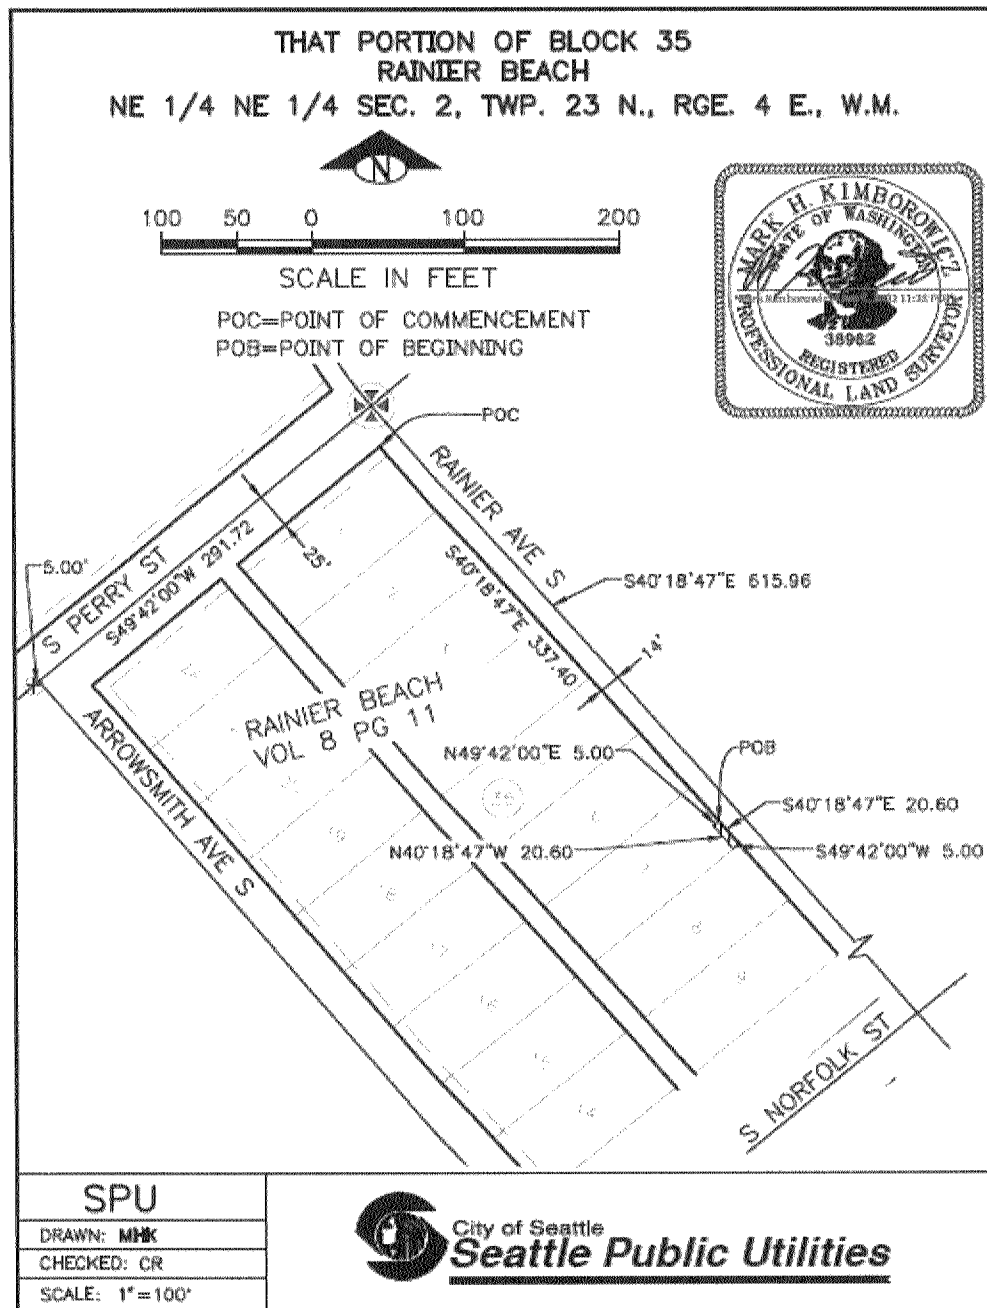 THAT PORTION OF BLOCK 35
RAINIER BEACH
NE 1/4 NE 1/4 SEC. 2, TWP. 23 N., RGE. 4 E., W.M.
N
100 50 0 100 200
SCALE IN FEET
POC=POINT OF COMMENCEMENT
POB=POINT OF BEGINNING
MARK H. KIMBOROWICZ
STATE OF WASHINGTON
38962
REGISTERED
PROFESSIONAL LAND SURVEYOR
POC
RAINIER AVE S
S PERRY ST
S49°42'00"W 291.72
25'
5.00'
S40°18'47"E 337.40
S40°18'47"E 615.96
14'
RAINIER BEACH
VOL 8 PG 11
ARROWSMITH AVE S
N49°42'00"E 5.00
POB
S40°18'47"E 20.60
N40°18'47"W 20.60
S49°42'00"W 5.00
S NORFOLK ST
SPU
DRAWN: MHK
CHECKED: CR
SCALE: 1"=100'
City of Seattle
Seattle Public Utilities